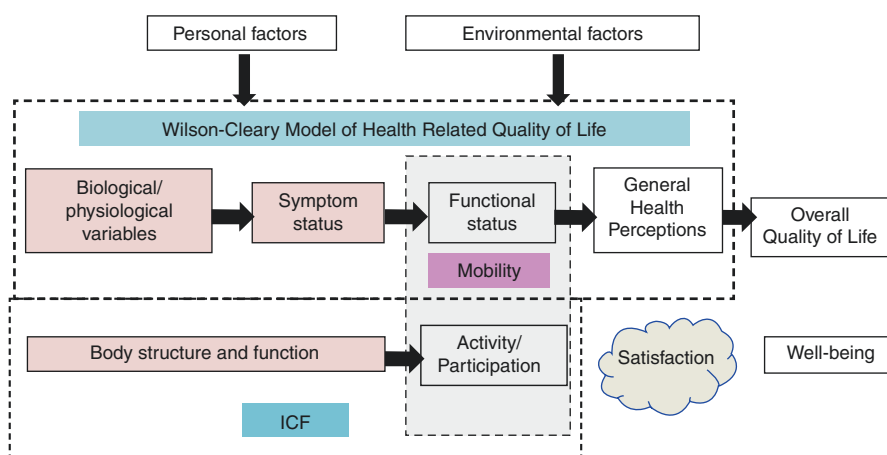 Personal factors
Environmental factors
Wilson-Cleary Model of Health Related Quality of Life
Biological/
physiological
variables
Symptom
status
Functional
status
General
Health
Perceptions
Overall
Quality of Life
Mobility
Body structure and function
Activity/
Participation
Satisfaction
Well-being
ICF